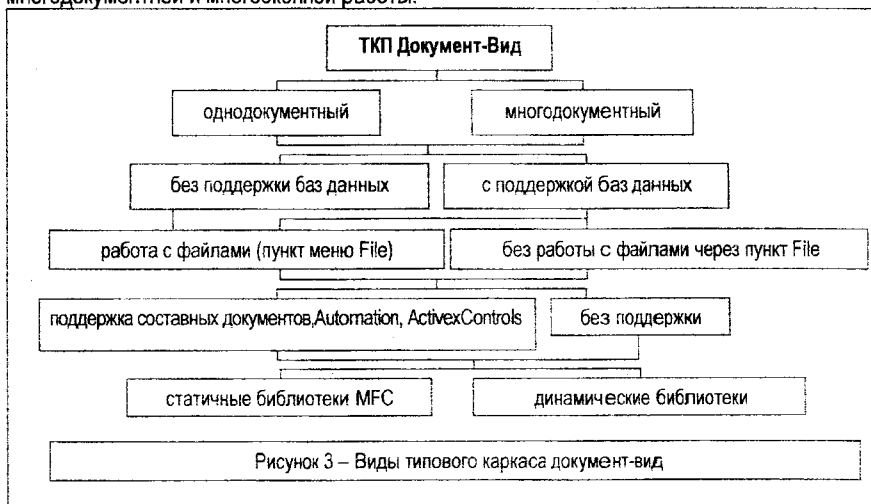 многодокументной и многооконной работы.
ТКП Документ-Вид
однодокументный
многодокументный
без поддержки баз данных
с поддержкой баз данных
работа с файлами (пункт меню File)
без работы с файлами через пункт File
поддержка составных документов,Automation, ActivexControls
без поддержки
статичные библиотеки MFC
динамические библиотеки
Рисунок 3 – Виды типового каркаса документ-вид